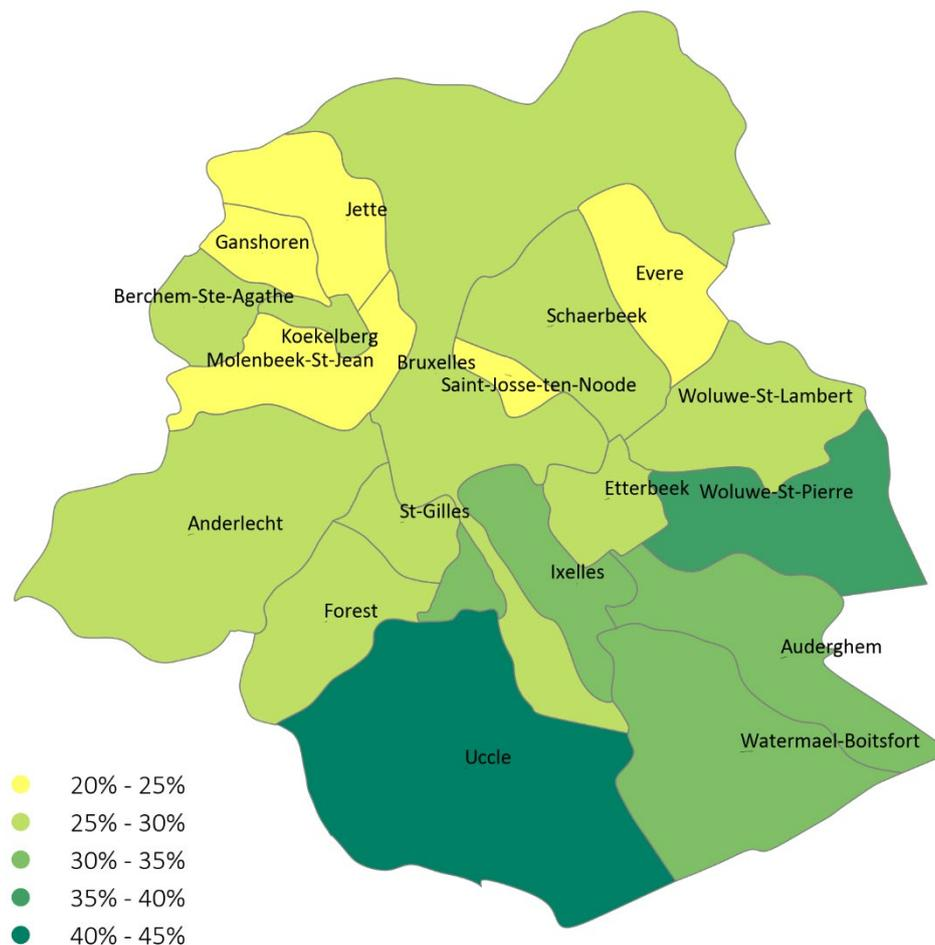 Jette
Ganshoren
Evere
Berchem-Ste-Agathe
Schaerbeek
Koekelberg
Molenbeek-St-Jean
Bruxelles
Saint-Josse-ten-Noode
Woluwe-St-Lambert
Etterbeek
Woluwe-St-Pierre
St-Gilles
Anderlecht
Ixelles
Forest
Auderghem
Watermael-Boitsfort
Uccle
20% - 25%
25% - 30%
30% - 35%
35% - 40%
40% - 45%